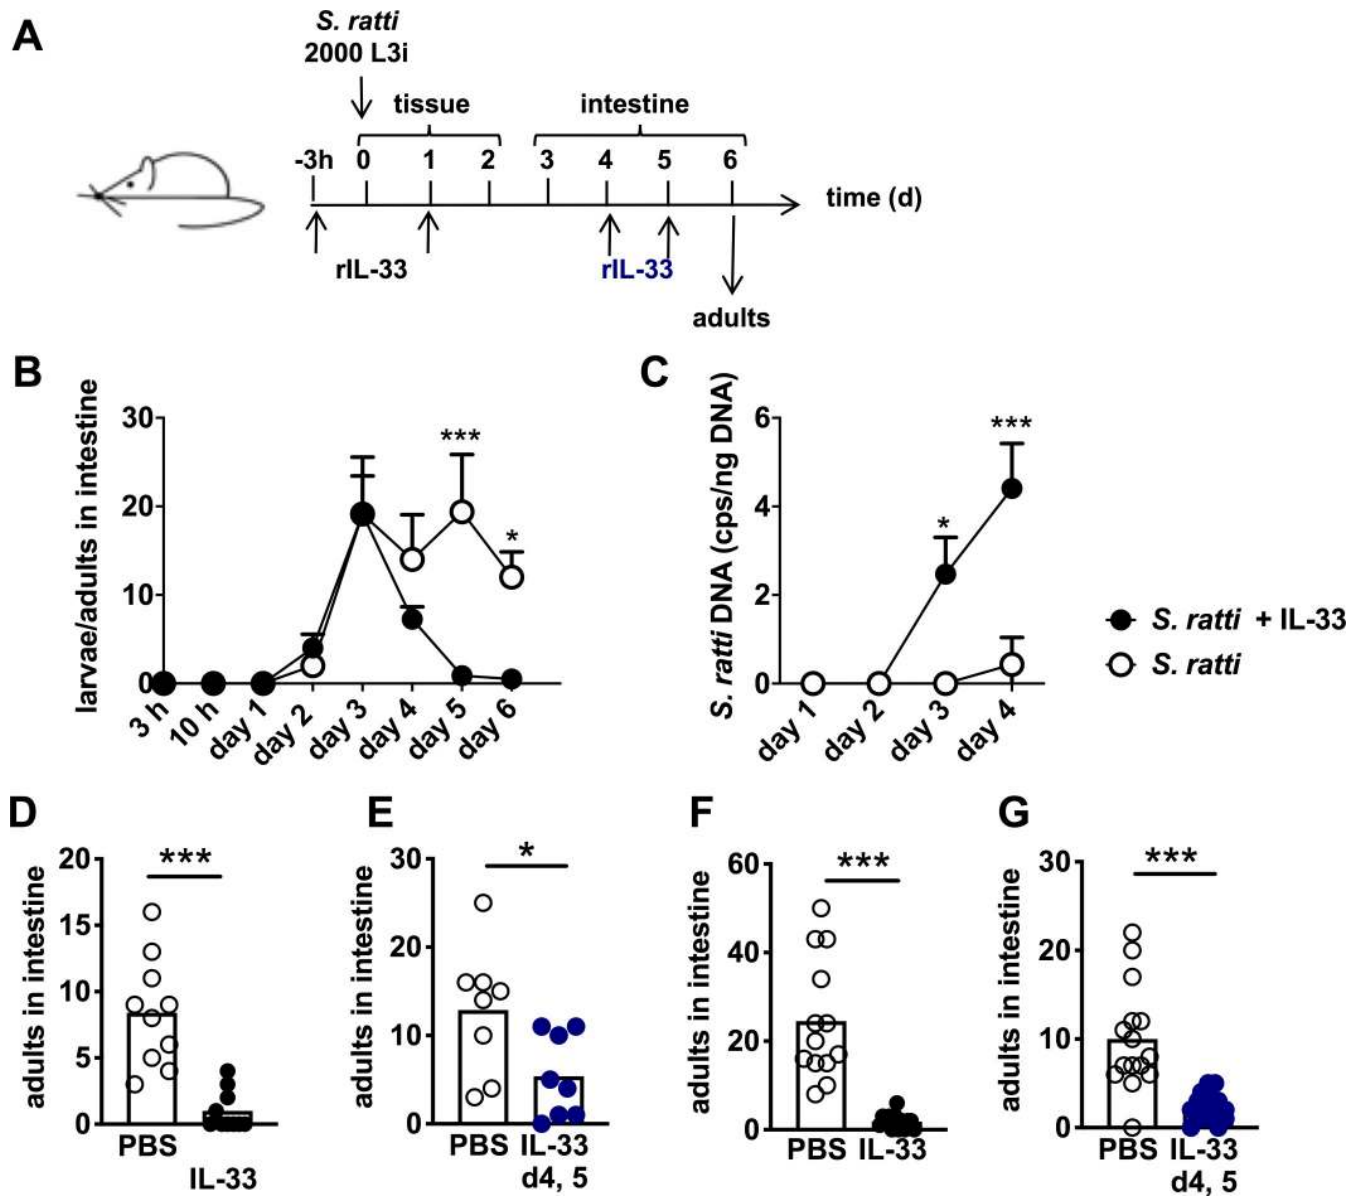 A
S. ratti
2000 L3i
tissue
intestine
-3h 0 1 2 3 4 5 6
time (d)
rIL-33
rIL-33
adults
B
larvae/adults in intestine
30
20
10
0
***
*
3 h
10 h
day 1
day 2
day 3
day 4
day 5
day 6
C
S. ratti DNA (cps/ng DNA)
6
4
2
0
*
***
day 1
day 2
day 3
day 4
S. ratti + IL-33
S. ratti
D
adults in intestine
20
15
10
5
0
***
PBS
IL-33
E
adults in intestine
30
20
10
0
*
PBS IL-33
d4, 5
F
adults in intestine
60
40
20
0
***
PBS IL-33
G
adults in intestine
30
20
10
0
***
PBS IL-33
d4, 5